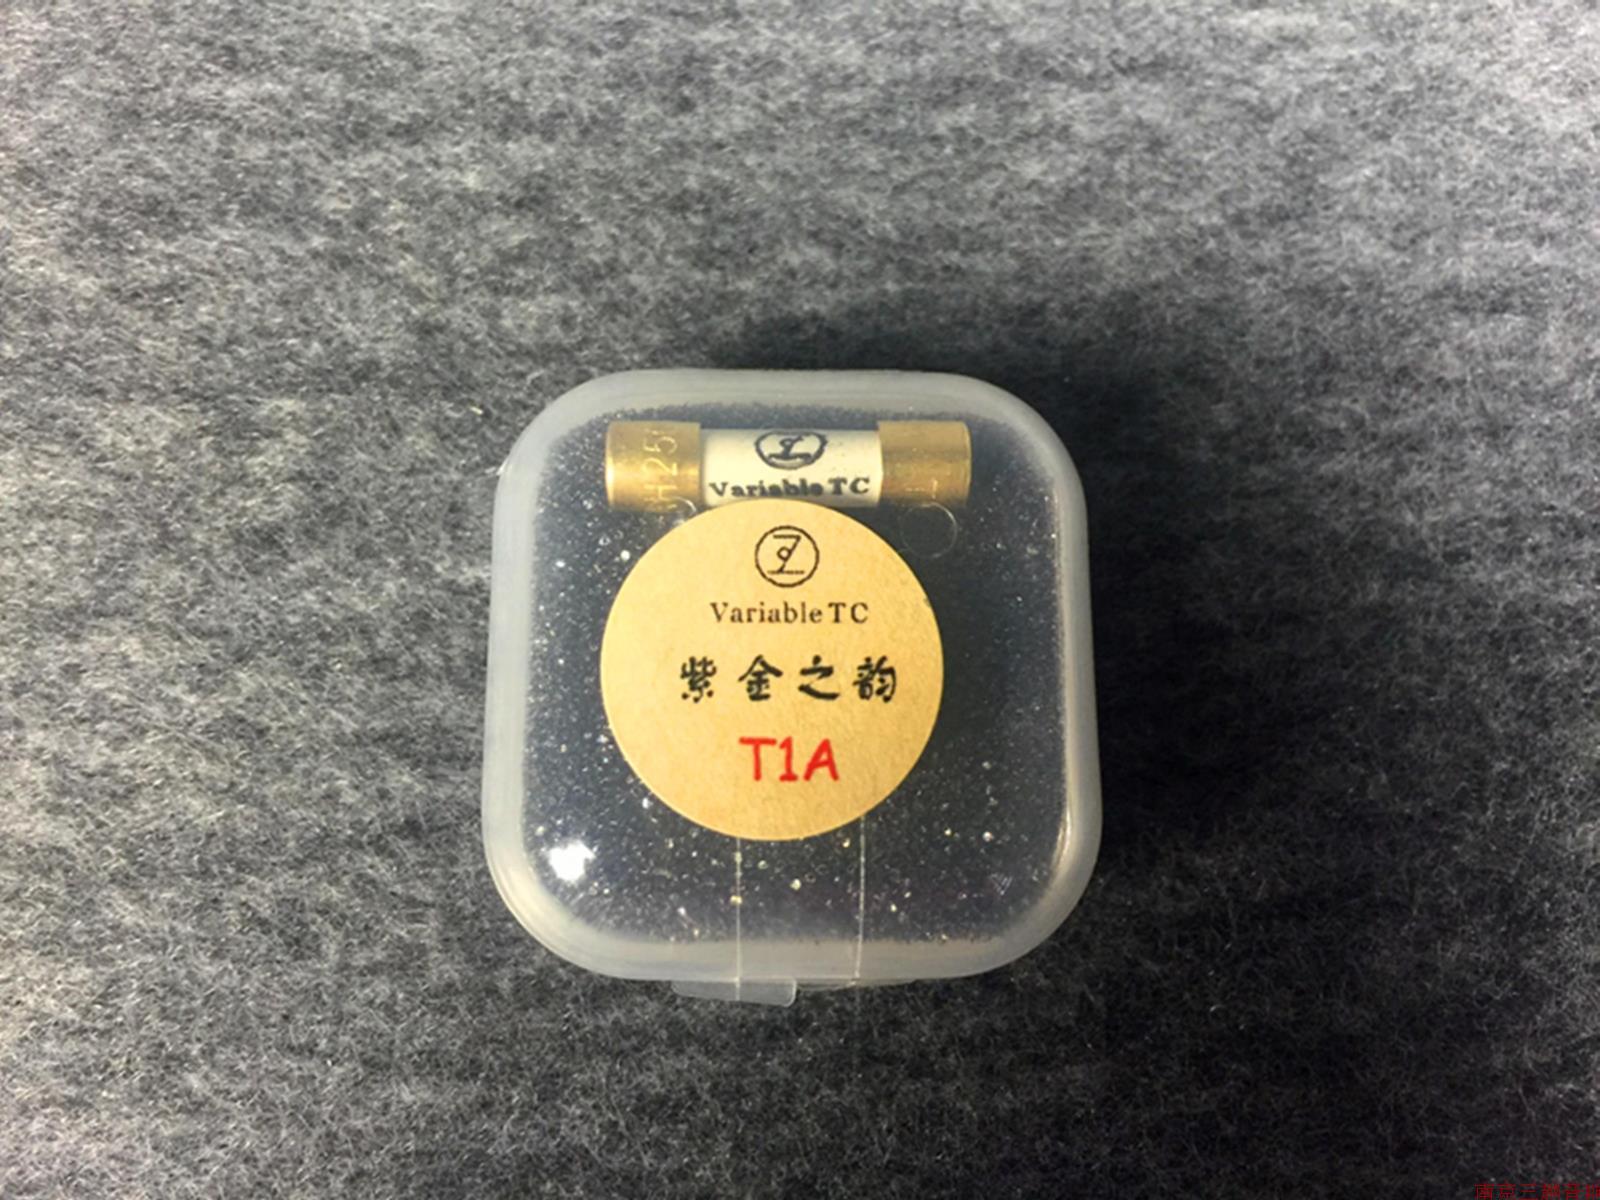 Variable TC
Variable TC
紫金之韵
T1A